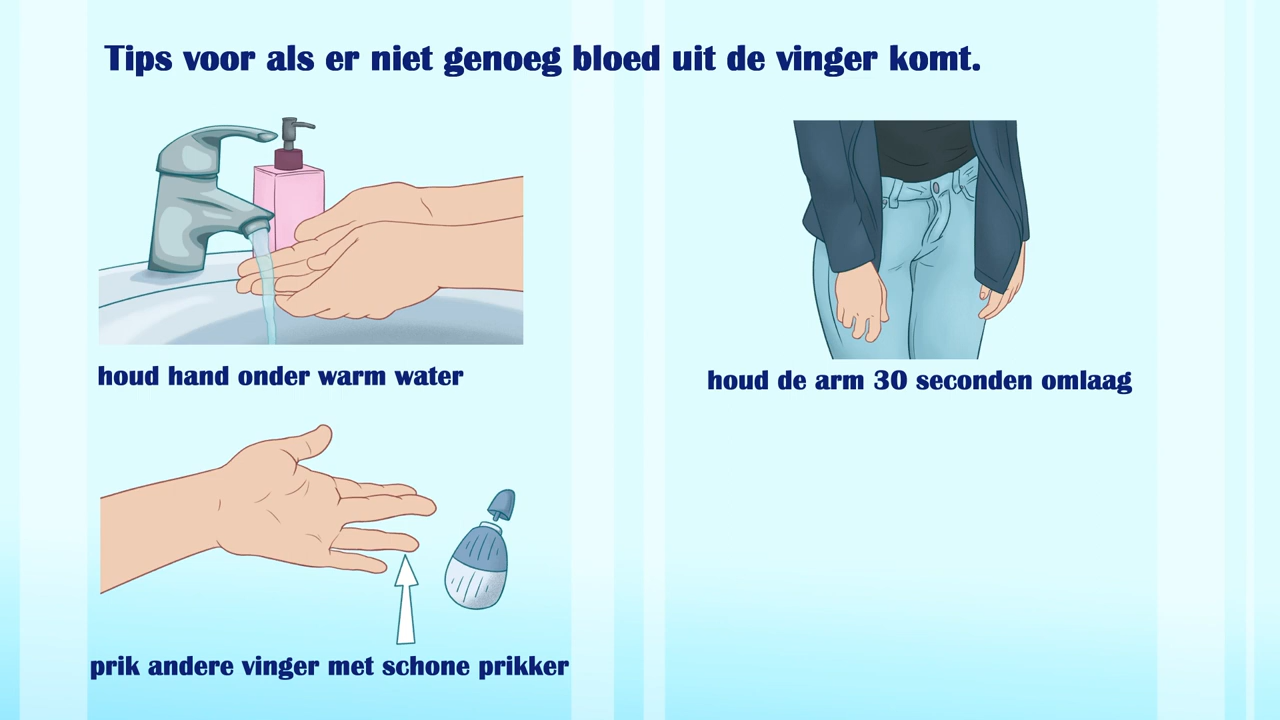 Tips voor als er niet genoeg bloed uit de vinger komt.
houd hand onder warm water
houd de arm 30 seconden omlaag
prik andere vinger met schone prikker